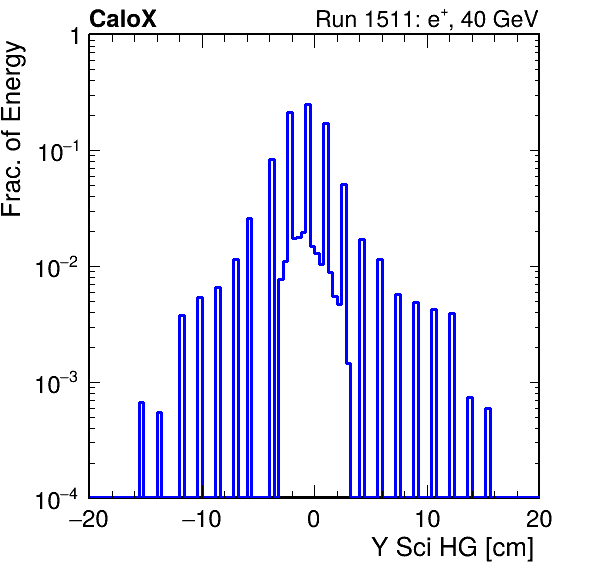 CaloX Run 1511: e⁺, 40 GeV
Frac. of Energy
1
10⁻¹
10⁻²
10⁻³
10⁻⁴
−20 −10 0 10 20
Y Sci HG [cm]